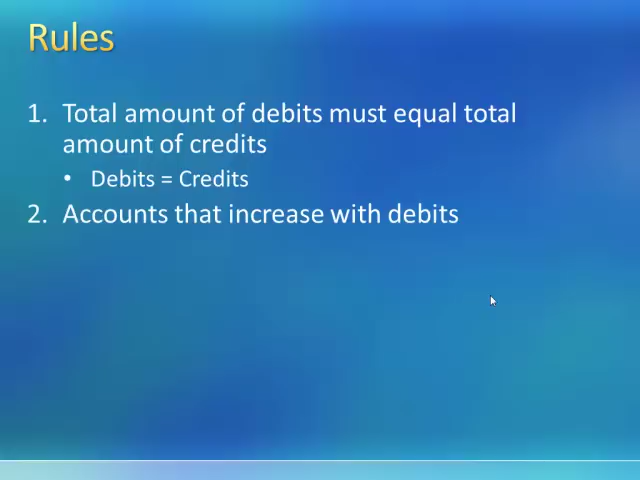 Rules
1. Total amount of debits must equal total
amount of credits
• Debits = Credits
2. Accounts that increase with debits